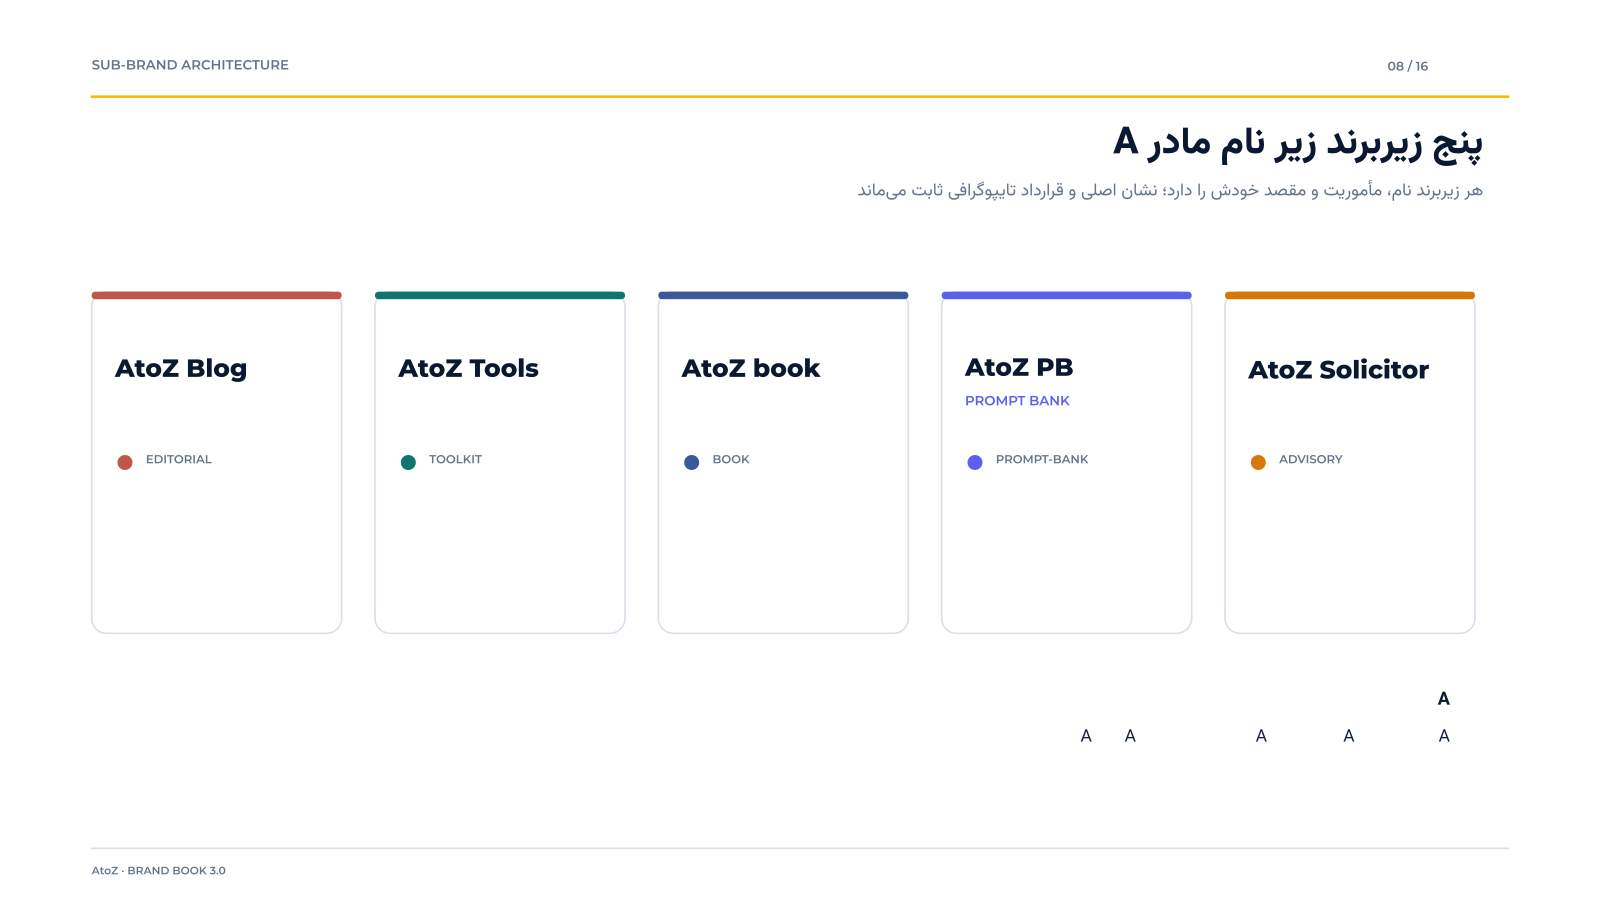 SUB-BRAND ARCHITECTURE
08 / 16
پنج زیربرند زیر نام مادر A
هر زیربرند نام، مأموریت و مقصد خودش را دارد؛ نشان اصلی و قرارداد تایپوگرافی ثابت می‌ماند
AtoZ Blog
EDITORIAL
AtoZ Tools
TOOLKIT
AtoZ book
BOOK
AtoZ PB
PROMPT BANK
PROMPT-BANK
AtoZ Solicitor
ADVISORY
A
A A A A A
AtoZ · BRAND BOOK 3.0